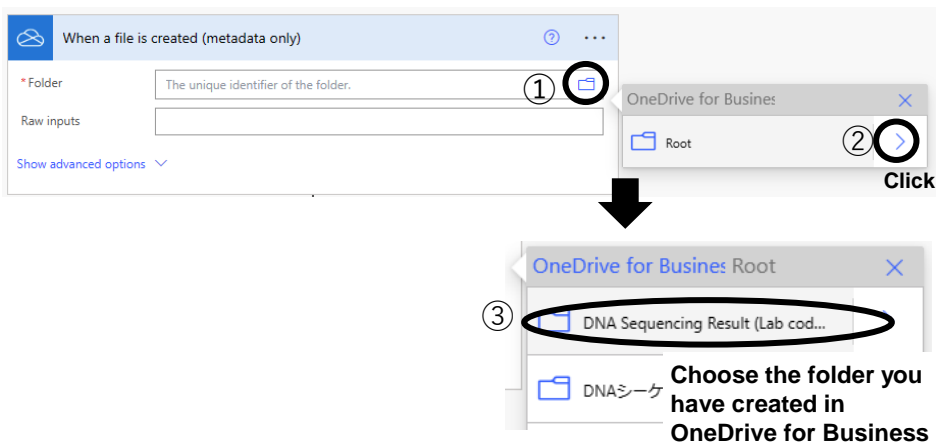 When a file is created (metadata only)
* Folder
The unique identifier of the folder.
①
Raw inputs
Show advanced options
OneDrive for Busines
Root
②
Click
OneDrive for Busines Root
③
DNA Sequencing Result (Lab cod...
DNAシーケ
Choose the folder you
have created in
OneDrive for Business